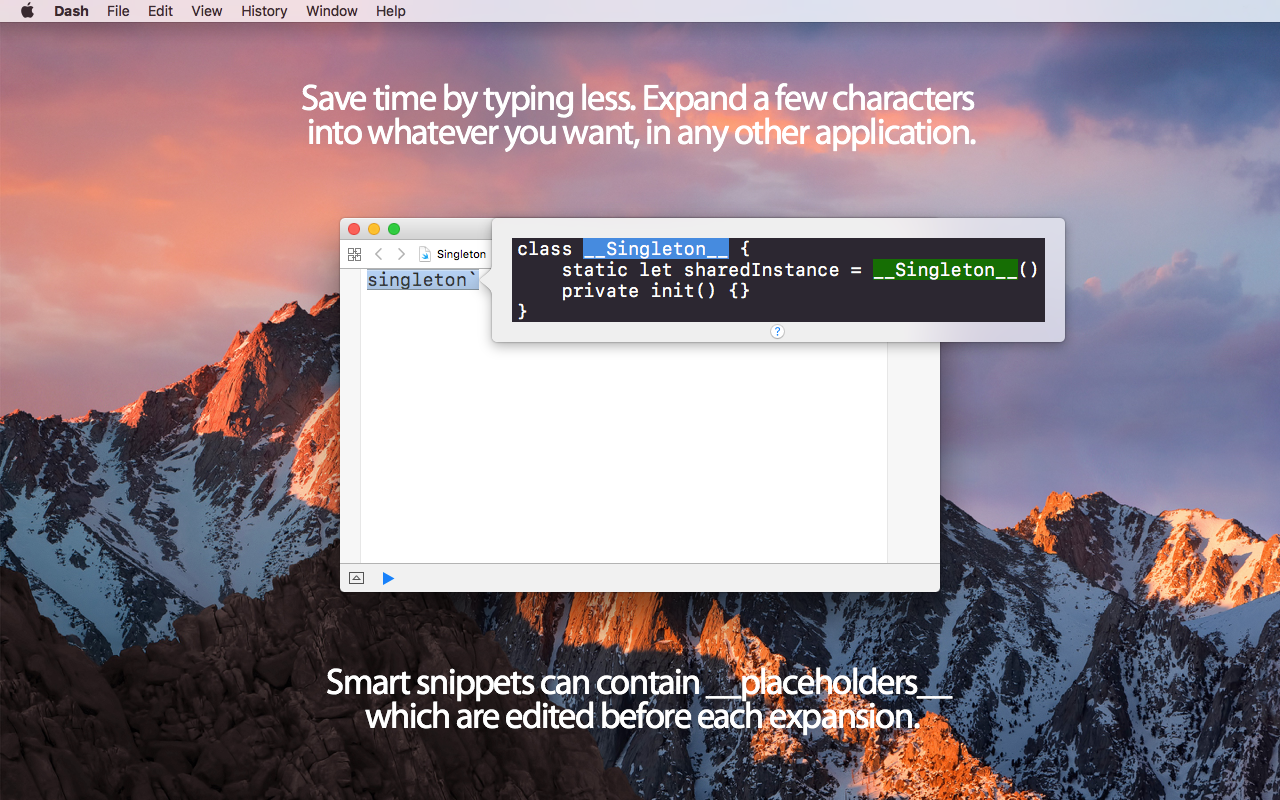 Dash File Edit View History Window Help
Save time by typing less. Expand a few characters
into whatever you want, in any other application.
Singleton
singleton`
class __Singleton__ {
    static let sharedInstance = __Singleton__()
    private init() {}
}
?
Smart snippets can contain __placeholders__
which are edited before each expansion.